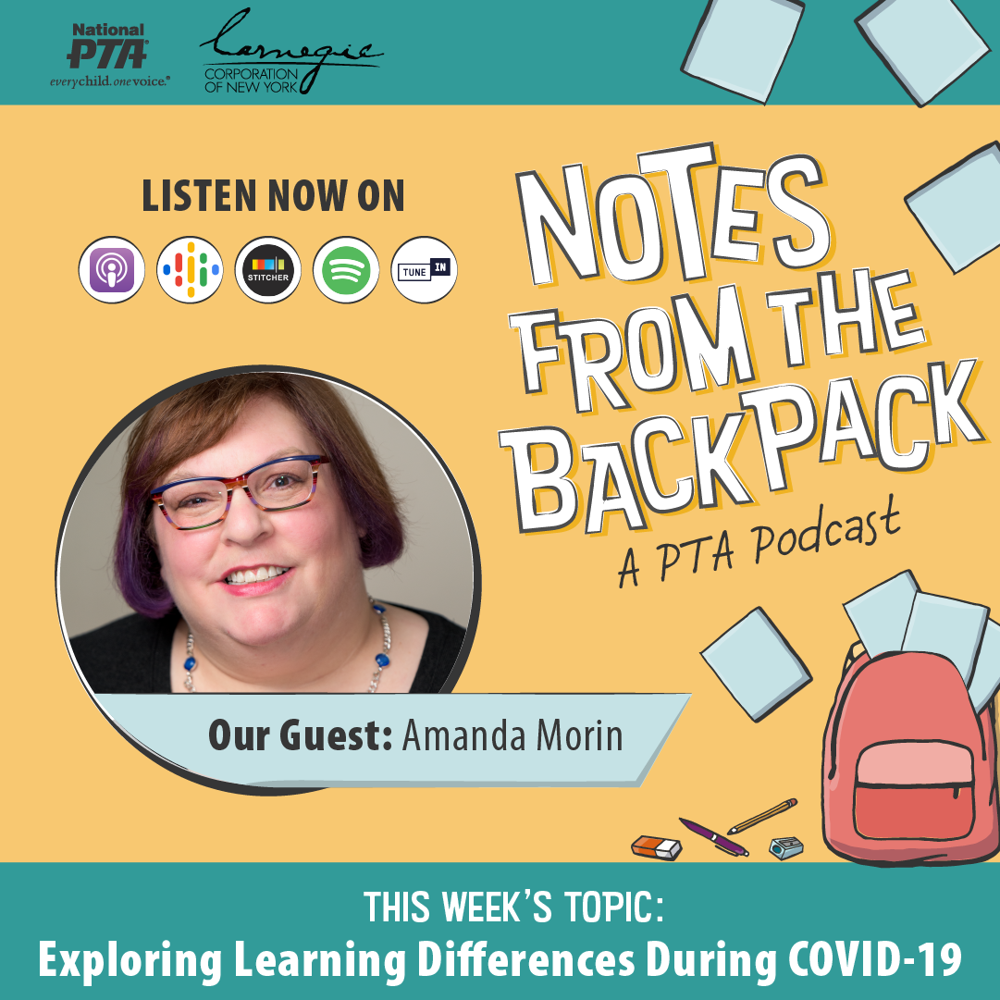 National
PTA®
everychild.onevoice.®
Carnegie
CORPORATION
OF NEW YORK
LISTEN NOW ON
STITCHER
TUNE IN
NOTES
FROM THE
BACKPACK
A PTA Podcast
Our Guest: Amanda Morin
THIS WEEK'S TOPIC:
Exploring Learning Differences During COVID-19